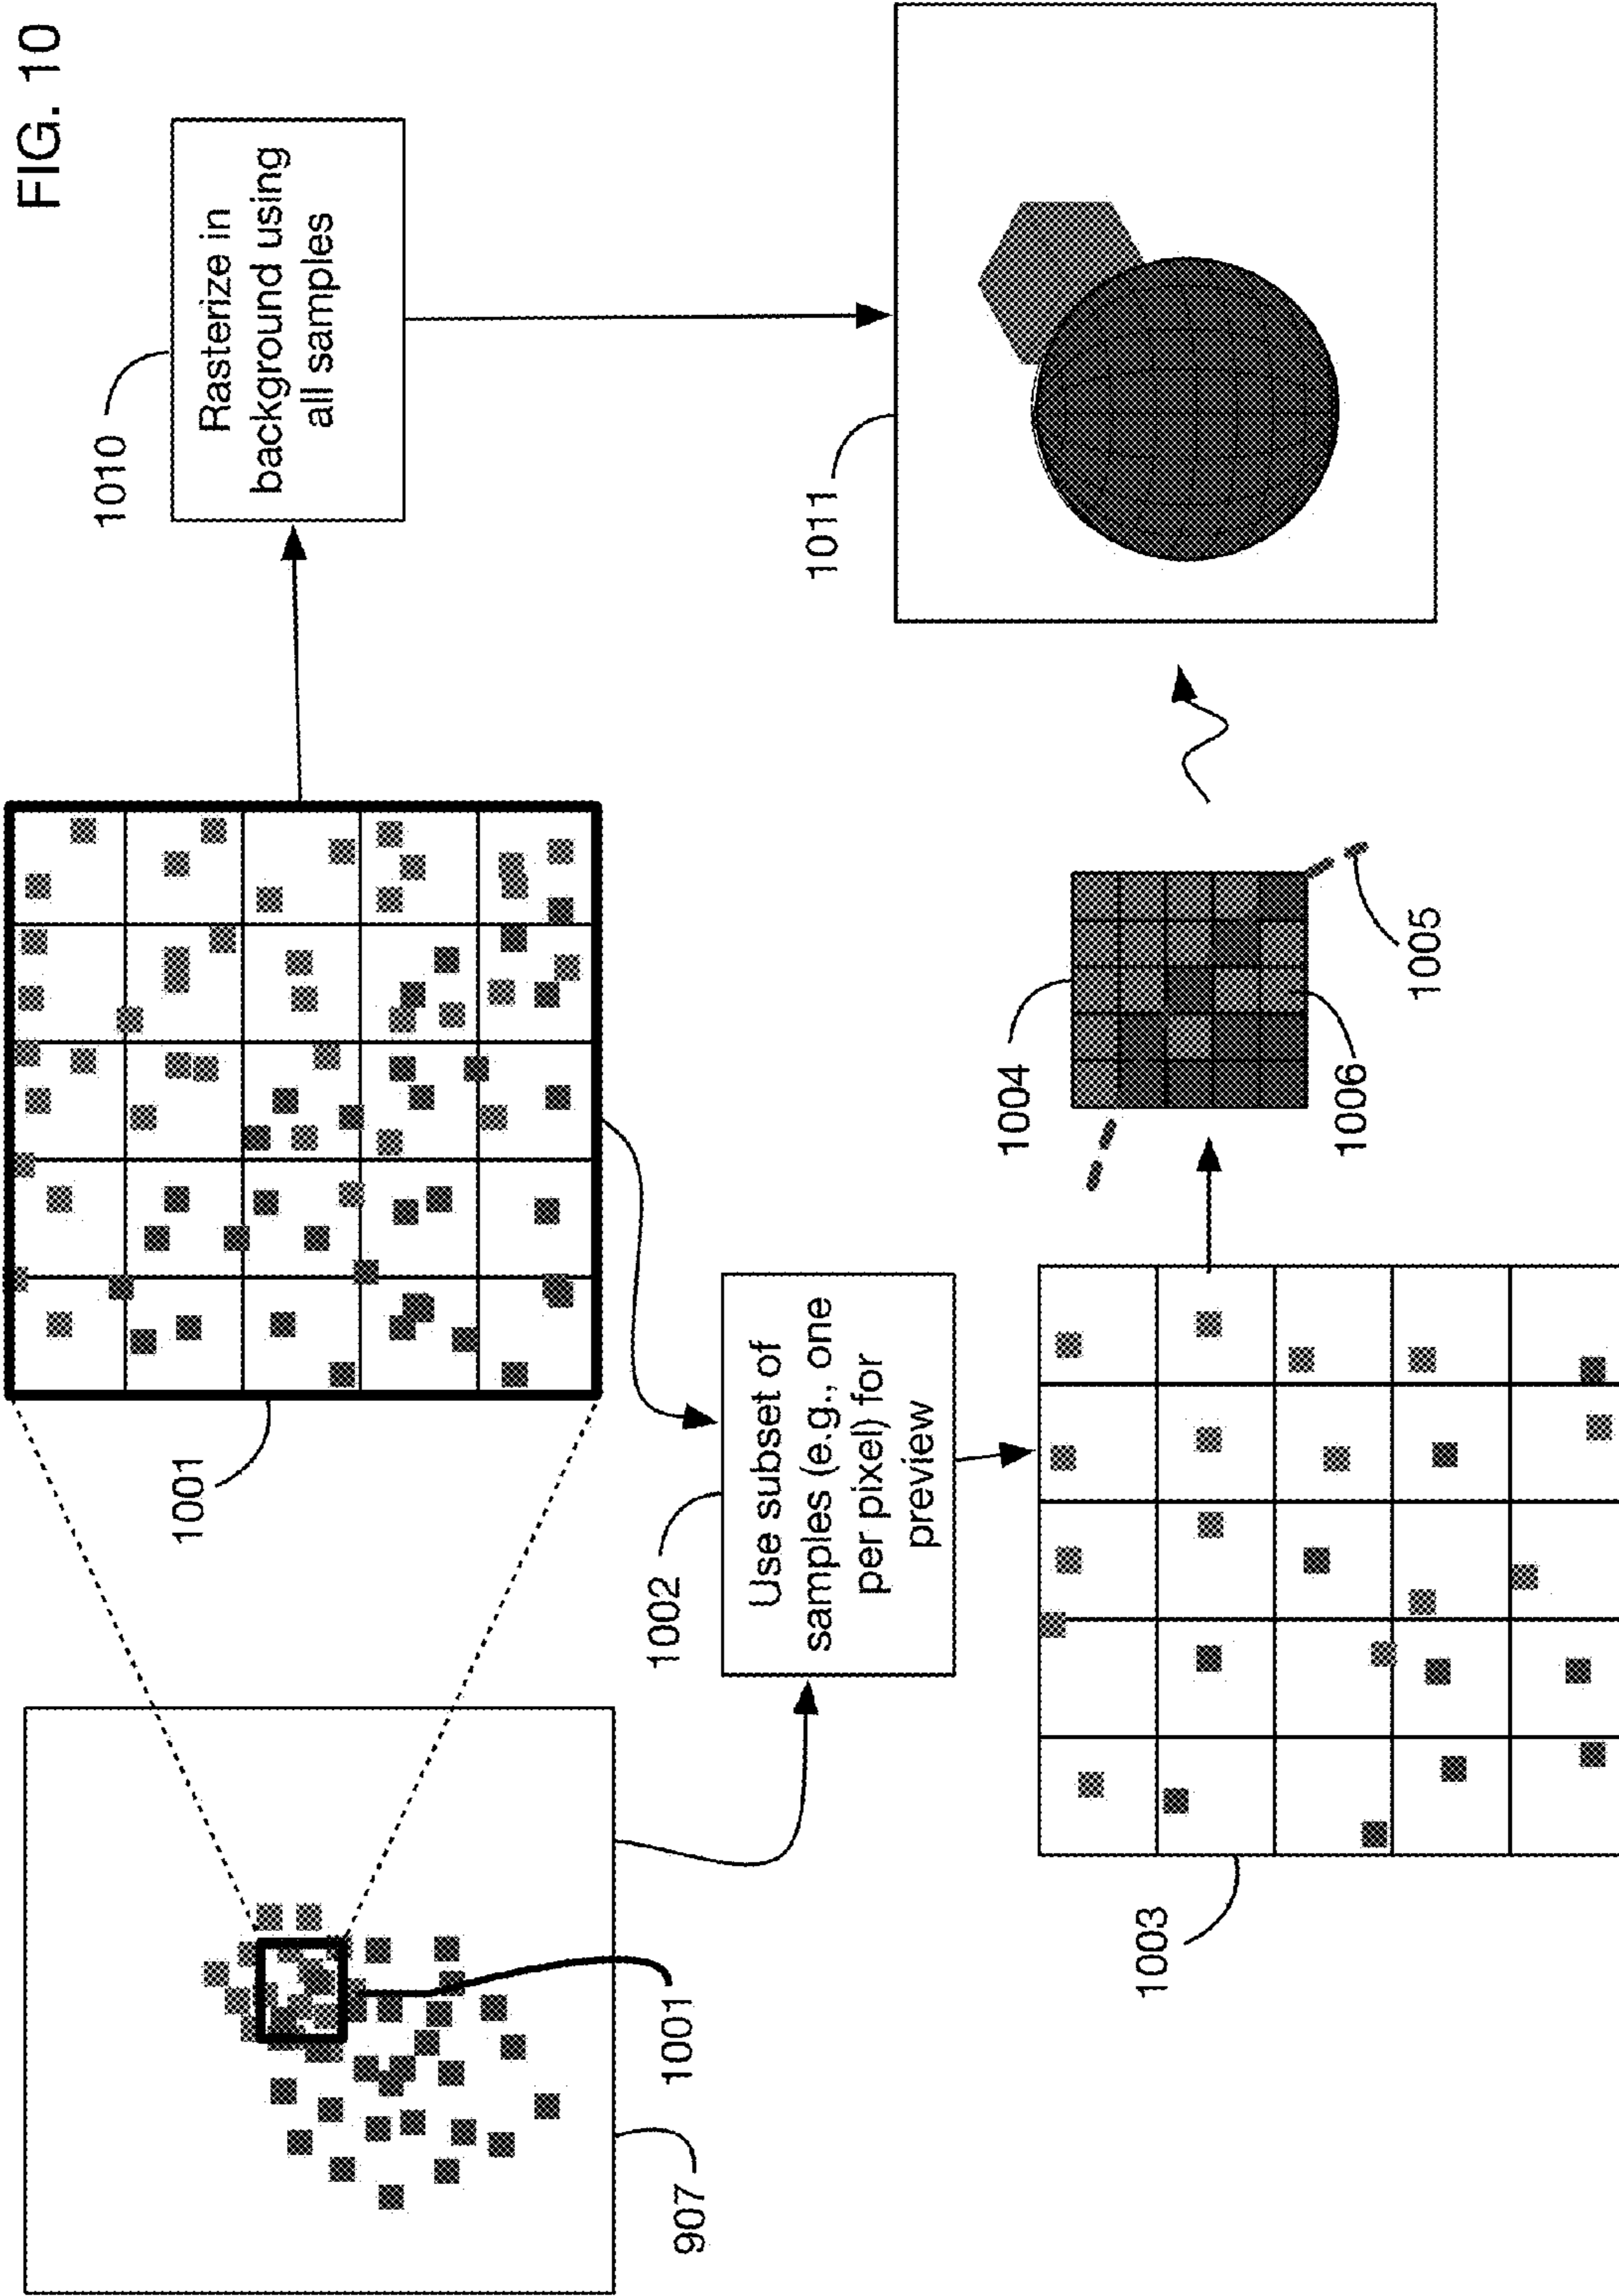 FIG. 10
907
1001
1001
1010
Rasterize in
background using
all samples
1002
Use subset of
samples (e.g., one
per pixel) for
preview
1003
1004
1006
1005
1011